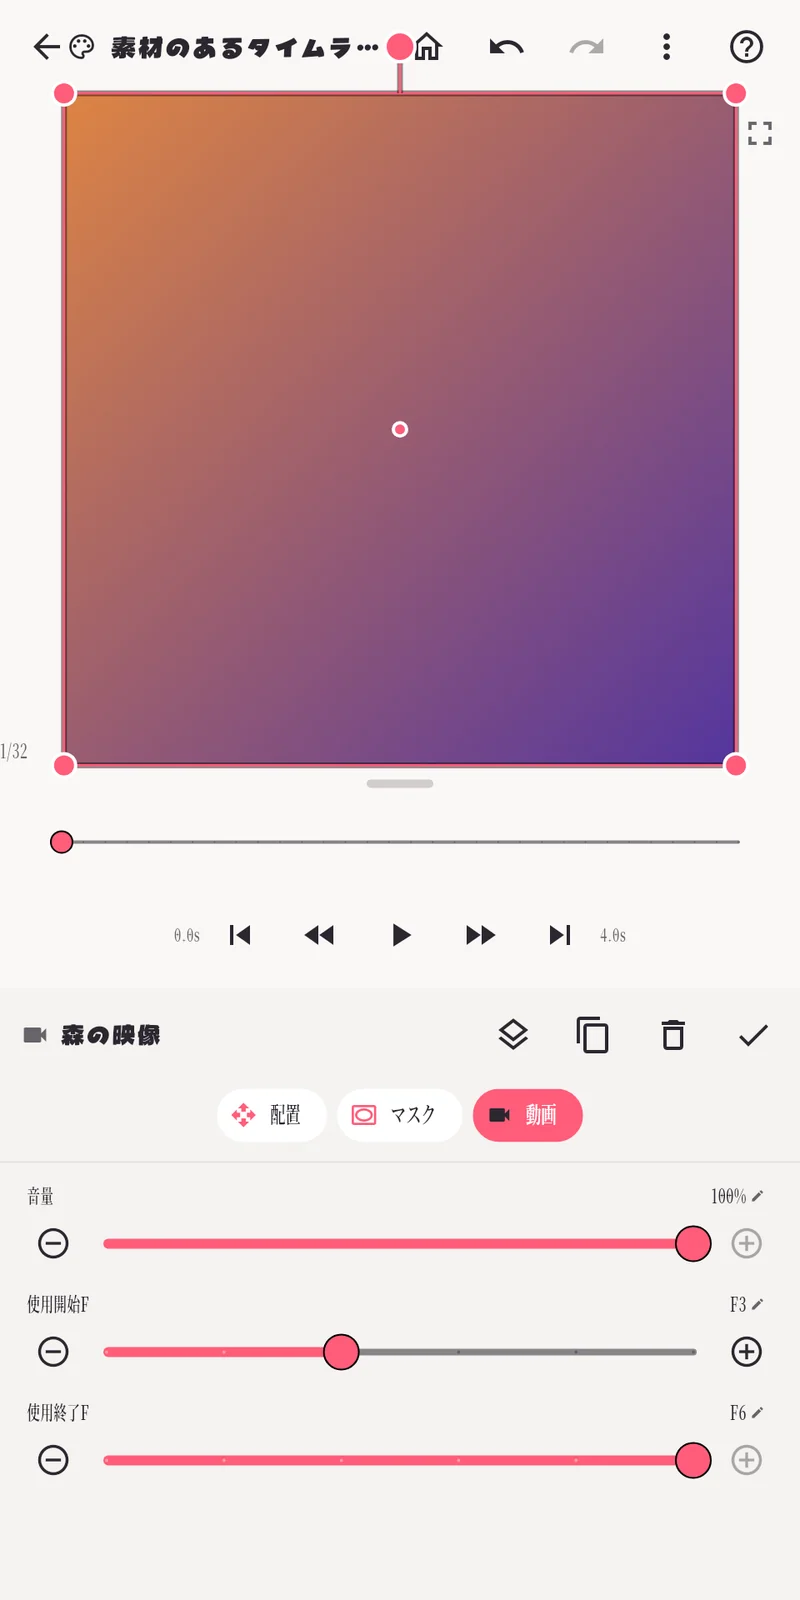 素材のあるタイムラ…
1/32
0.0s
4.0s
森の映像
配置
マスク
動画
音量
100%
使用開始F
F3
使用終了F
F6